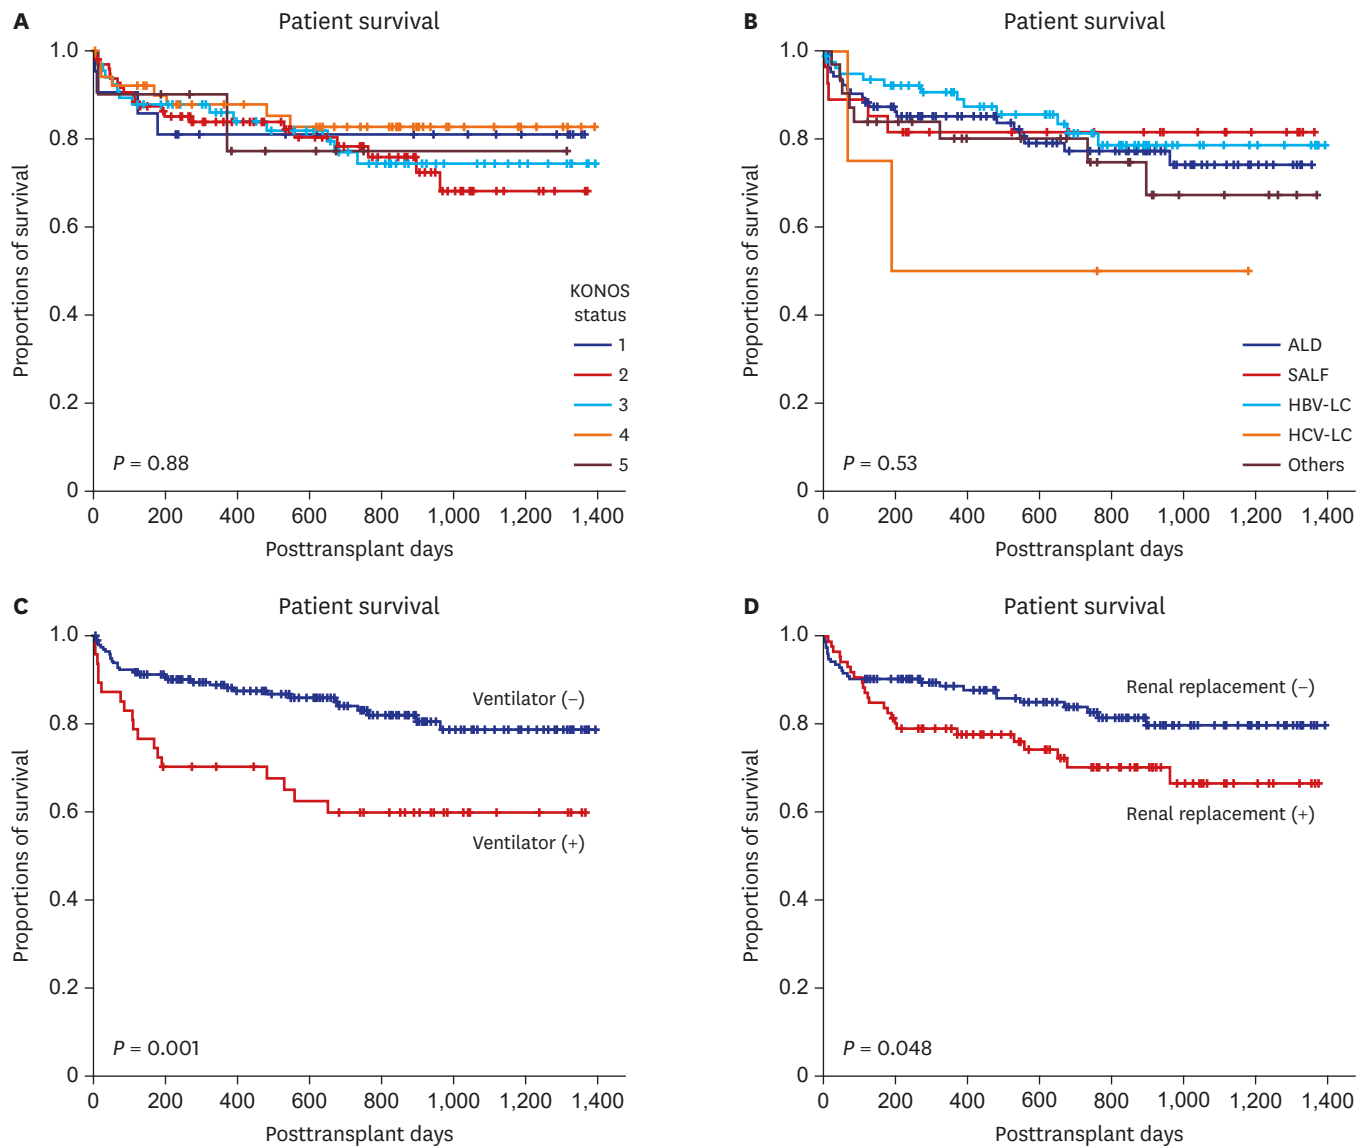 A
Patient survival
Proportions of survival
1.0
0.8
0.6
0.4
0.2
0
KONOS
status
1
2
3
4
5
P = 0.88
0 200 400 600 800 1,000 1,200 1,400
Posttransplant days
B
Patient survival
Proportions of survival
1.0
0.8
0.6
0.4
0.2
0
ALD
SALF
HBV-LC
HCV-LC
Others
P = 0.53
0 200 400 600 800 1,000 1,200 1,400
Posttransplant days
C
Patient survival
Proportions of survival
1.0
0.8
0.6
0.4
0.2
0
Ventilator (−)
Ventilator (+)
P = 0.001
0 200 400 600 800 1,000 1,200 1,400
Posttransplant days
D
Patient survival
Proportions of survival
1.0
0.8
0.6
0.4
0.2
0
Renal replacement (−)
Renal replacement (+)
P = 0.048
0 200 400 600 800 1,000 1,200 1,400
Posttransplant days